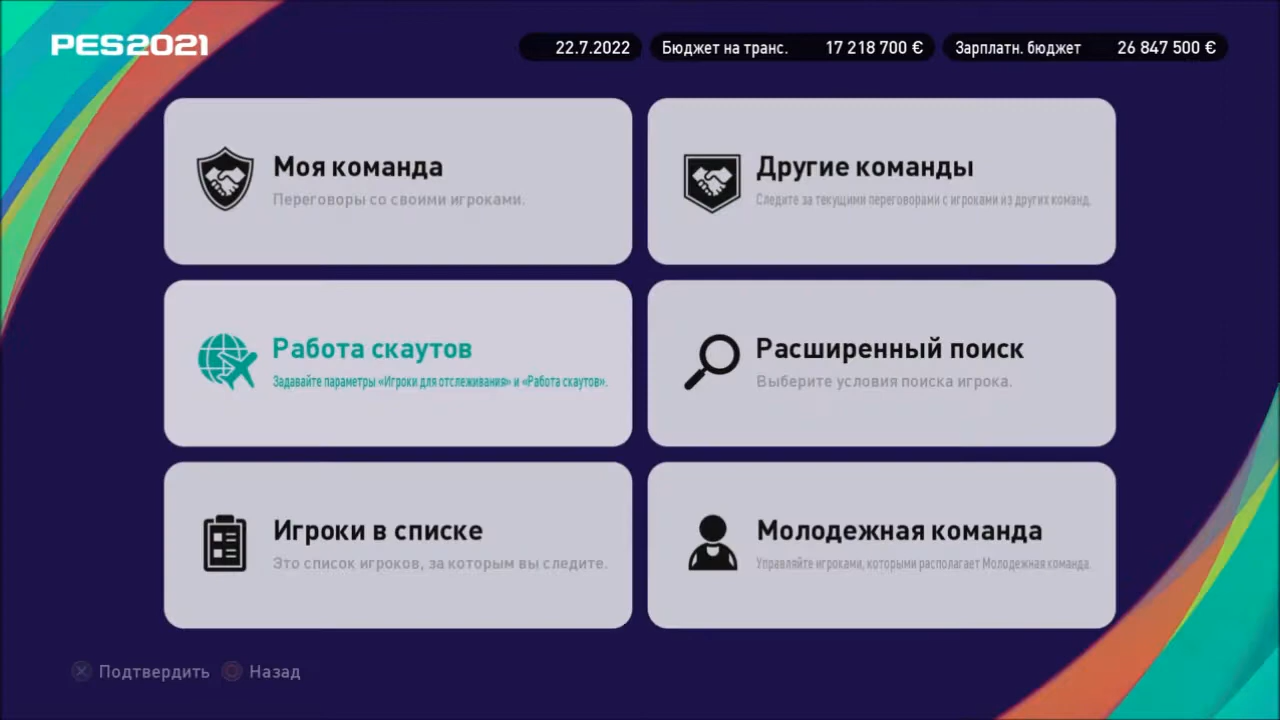 PES2021
22.7.2022 Бюджет на транс. 17 218 700 € Зарплатн. бюджет 26 847 500 €
Моя команда
Переговоры со своими игроками.
Другие команды
Следите за текущими переговорами с игроками из других команд.
Работа скаутов
Задавайте параметры «Игроки для отслеживания» и «Работа скаутов».
Расширенный поиск
Выберите условия поиска игрока.
Игроки в списке
Это список игроков, за которым вы следите.
Молодежная команда
Управляйте игроками, которыми располагает Молодежная команда.
Подтвердить Назад